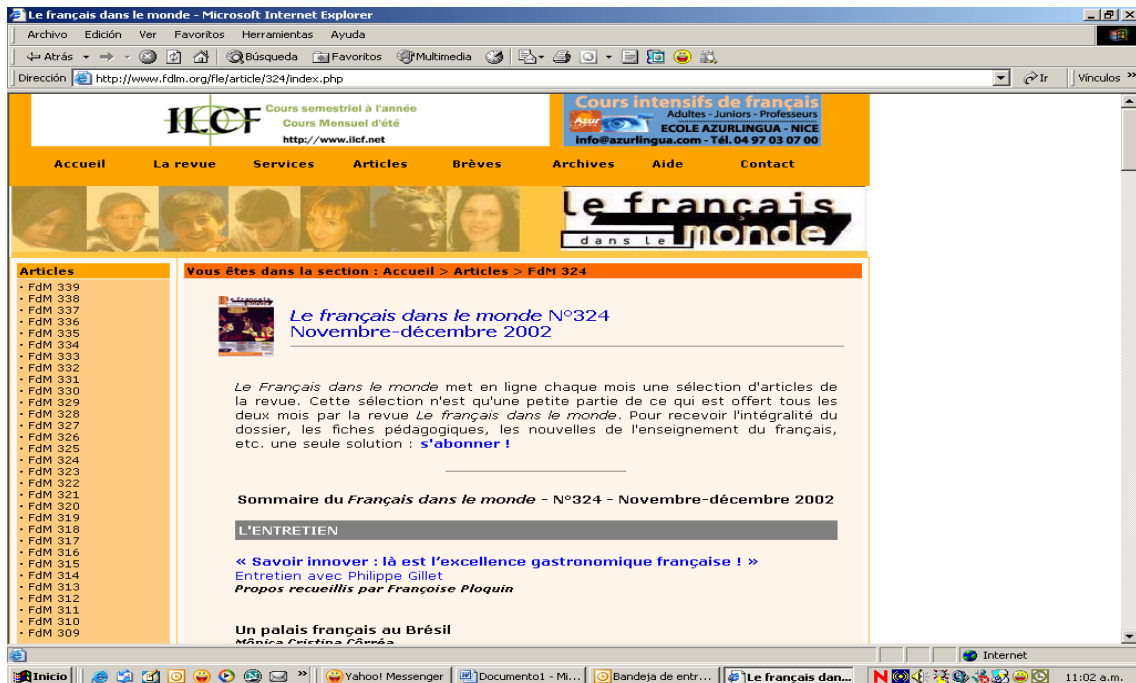 Le français dans le monde - Microsoft Internet Explorer
Archivo Edición Ver Favoritos Herramientas Ayuda
Atrás Búsqueda Favoritos Multimedia
Dirección http://www.fdlm.org/fle/article/324/index.php Ir Vínculos »
ILCF
Cours semestriel à l'année
Cours Mensuel d'été
http://www.ilcf.net
Cours intensifs de français
Adultes - Juniors - Professeurs
Azur
ECOLE AZURLINGUA - NICE
info@azurlingua.com - Tél. 04 97 03 07 00
Accueil La revue Services Articles Brèves Archives Aide Contact
le français
dans le monde
Articles
· FdM 339
· FdM 338
· FdM 337
· FdM 336
· FdM 335
· FdM 334
· FdM 333
· FdM 332
· FdM 331
· FdM 330
· FdM 329
· FdM 328
· FdM 327
· FdM 326
· FdM 325
· FdM 324
· FdM 323
· FdM 322
· FdM 321
· FdM 320
· FdM 319
· FdM 318
· FdM 317
· FdM 316
· FdM 315
· FdM 314
· FdM 313
· FdM 312
· FdM 311
· FdM 310
· FdM 309
Vous êtes dans la section : Accueil > Articles > FdM 324
Le français dans le monde N°324
Novembre-décembre 2002
Le Français dans le monde met en ligne chaque mois une sélection d'articles de
la revue. Cette sélection n'est qu'une petite partie de ce qui est offert tous les
deux mois par la revue Le français dans le monde. Pour recevoir l'intégralité du
dossier, les fiches pédagogiques, les nouvelles de l'enseignement du français,
etc. une seule solution : s'abonner !
Sommaire du Français dans le monde - N°324 - Novembre-décembre 2002
L'ENTRETIEN
« Savoir innover : là est l'excellence gastronomique française ! »
Entretien avec Philippe Gillet
Propos recueillis par Françoise Ploquin
Un palais français au Brésil
Mônica Cristina Côrréa
Internet
Inicio » Yahoo! Messenger Documento1 - Mi... Bandeja de entr... Le français dan... 11:02 a.m.